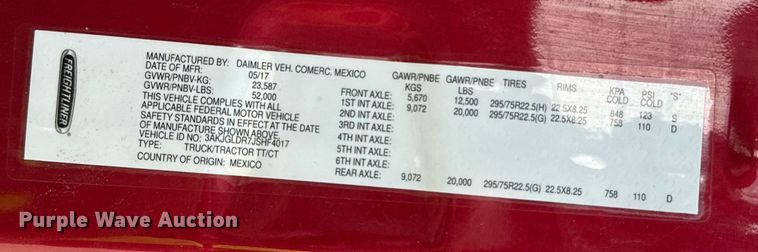 FREIGHTLINER
MANUFACTURED BY: DAIMLER VEH. COMERC. MEXICO
DATE OF MFR: 05/17
GVWR/PNBV-KG: 23,587
GVWR/PNBV-LBS: 52,000
THIS VEHICLE COMPLIES WITH ALL
APPLICABLE FEDERAL MOTOR VEHICLE
SAFETY STANDARDS IN EFFECT AT THE DATE
OF MANUFACTURE SHOWN ABOVE.
VEHICLE ID: 3AKJGLDR7JSHF4017
TYPE: TRUCK/TRACTOR TT/CT
COUNTRY OF ORIGIN: MEXICO
GAWR/PNBE KGS GAWR/PNBE LBS TIRES RIMS KPA COLD PSI COLD "S"
FRONT AXLE: 5,670 12,500 295/75R22.5(H) 22.5X8.25 848 123 S
1ST INT AXLE: 9,072 20,000 295/75R22.5(G) 22.5X8.25 758 110 D
2ND INT AXLE:
3RD INT AXLE:
4TH INT AXLE:
5TH INT AXLE:
6TH INT AXLE:
REAR AXLE: 9,072 20,000 295/75R22.5(G) 22.5X8.25 758 110 D
Purple Wave Auction